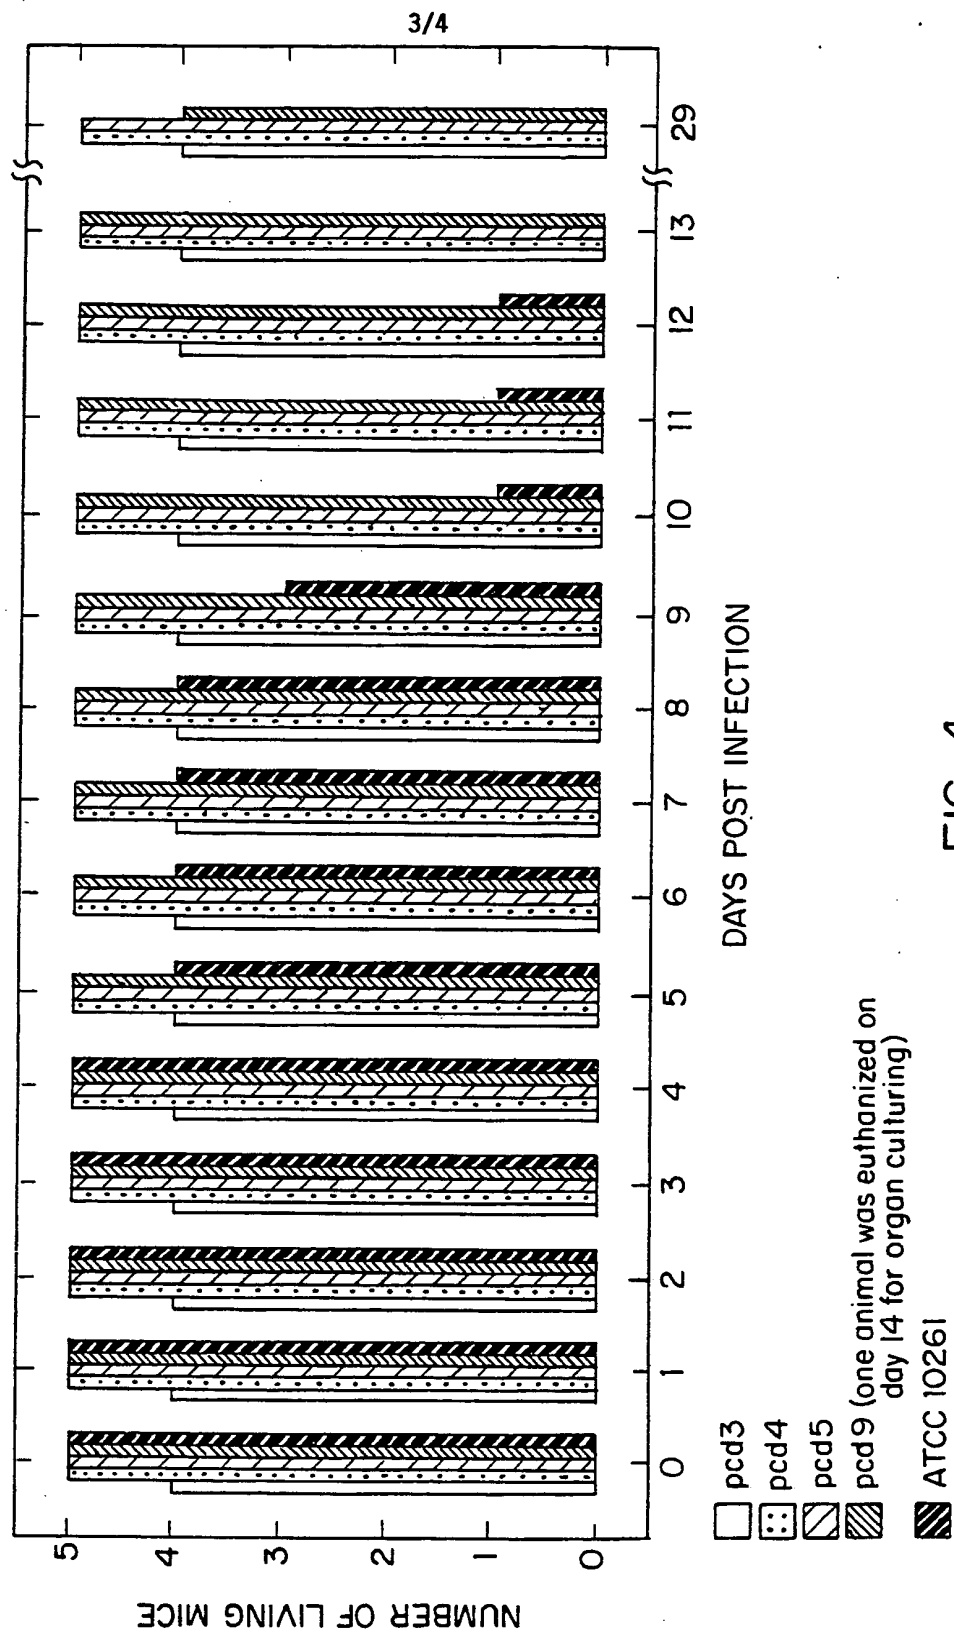 3/4
NUMBER OF LIVING MICE
5
4
3
2
1
0
0 1 2 3 4 5 6 7 8 9 10 11 12 13 29
DAYS POST INFECTION
pcd3
pcd4
pcd5
pcd9 (one animal was euthanized on
day 14 for organ culturing)
ATCC 10261